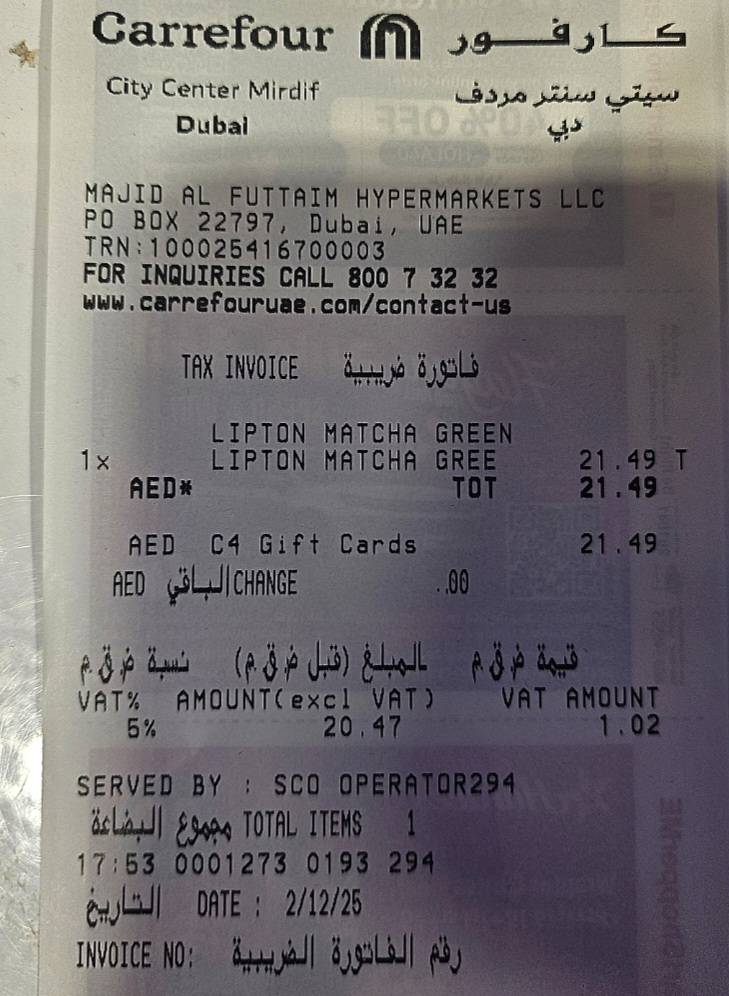 Carrefour كارفور
City Center Mirdif سيتي سنتر مردف
Dubai دبي
MAJID AL FUTTAIM HYPERMARKETS LLC
PO BOX 22797, Dubai, UAE
TRN:100025416700003
FOR INQUIRIES CALL 800 7 32 32
www.carrefouruae.com/contact-us
TAX INVOICE فاتورة ضريبية
LIPTON MATCHA GREEN
1x LIPTON MATCHA GREE 21.49 T
AED* TOT 21.49
AED C4 Gift Cards 21.49
AED الباقي CHANGE .00
نسبة ض.ق.م المبلغ (قبل ض.ق.م) قيمة ض.ق.م
VAT% AMOUNT(excl VAT) VAT AMOUNT
5% 20.47 1.02
SERVED BY : SCO OPERATOR294
مجموع البضاعة TOTAL ITEMS 1
17:53 0001273 0193 294
التاريخ DATE : 2/12/25
INVOICE NO: رقم الفاتورة الضريبية